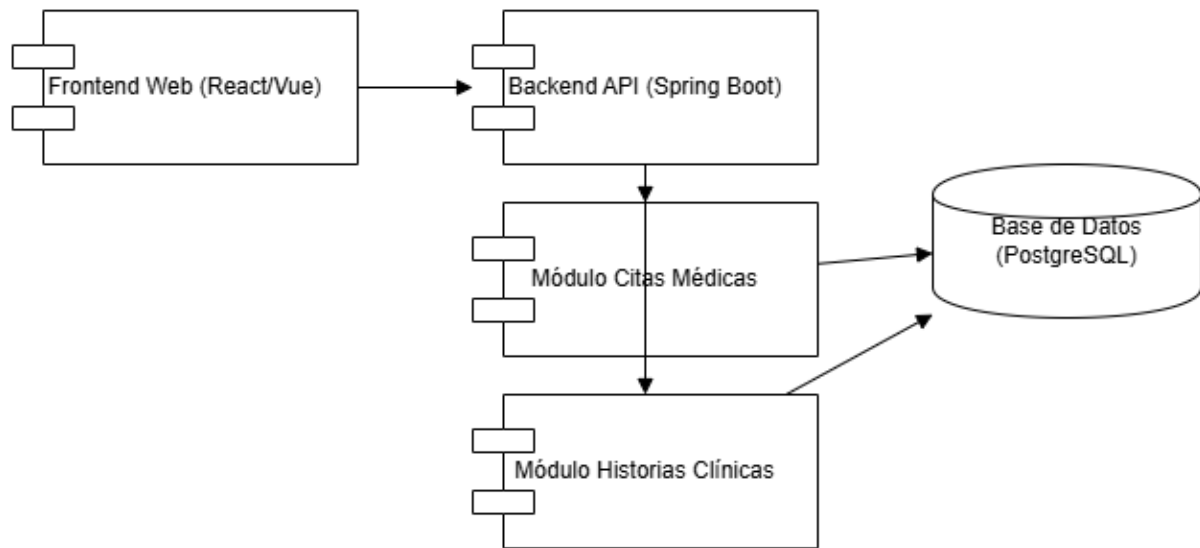 Frontend Web (React/Vue)
Backend API (Spring Boot)
Módulo Citas Médicas
Base de Datos
(PostgreSQL)
Módulo Historias Clínicas